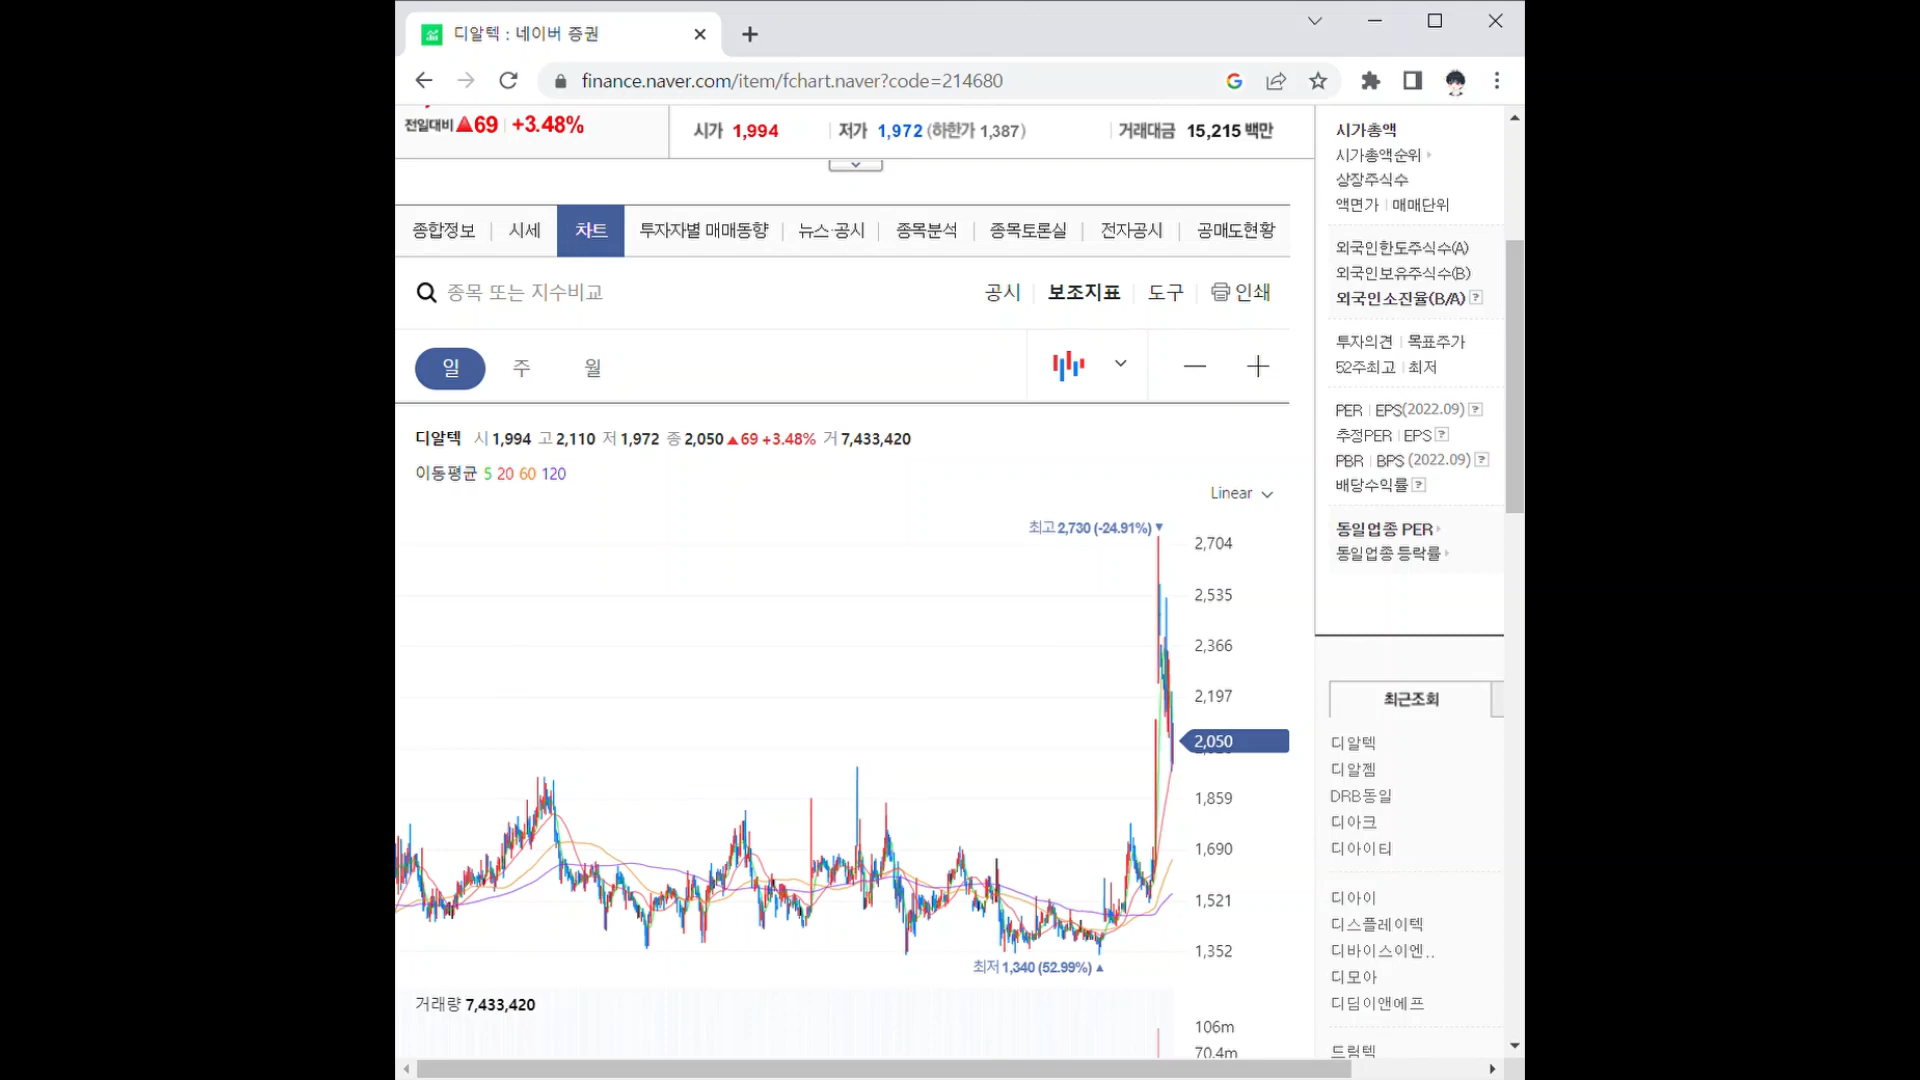 디알텍 : 네이버 증권
finance.naver.com/item/fchart.naver?code=214680
전일대비 ▲69 +3.48%
시가 1,994 저가 1,972 (하한가 1,387) 거래대금 15,215 백만
종합정보 시세 차트 투자자별 매매동향 뉴스·공시 종목분석 종목토론실 전자공시 공매도현황
종목 또는 지수비교 공시 보조지표 도구 인쇄
일 주 월
디알텍 시 1,994 고 2,110 저 1,972 종 2,050 ▲69 +3.48% 거 7,433,420
이동평균 5 20 60 120
Linear
최고 2,730 (-24.91%) ▼
2,704
2,535
2,366
2,197
2,050
1,859
1,690
1,521
1,352
최저 1,340 (52.99%) ▲
거래량 7,433,420
106m
70.4m
시가총액
시가총액순위
상장주식수
액면가 매매단위
외국인한도주식수(A)
외국인보유주식수(B)
외국인소진율(B/A) ?
투자의견 목표주가
52주최고 최저
PER EPS(2022.09) ?
추정PER EPS ?
PBR BPS (2022.09) ?
배당수익률 ?
동일업종 PER
동일업종 등락률
최근조회
디알텍
디알젬
DRB동일
디아크
디아이티
디아이
디스플레이텍
디바이스이엔..
디모아
디딤이앤에프
드림텍